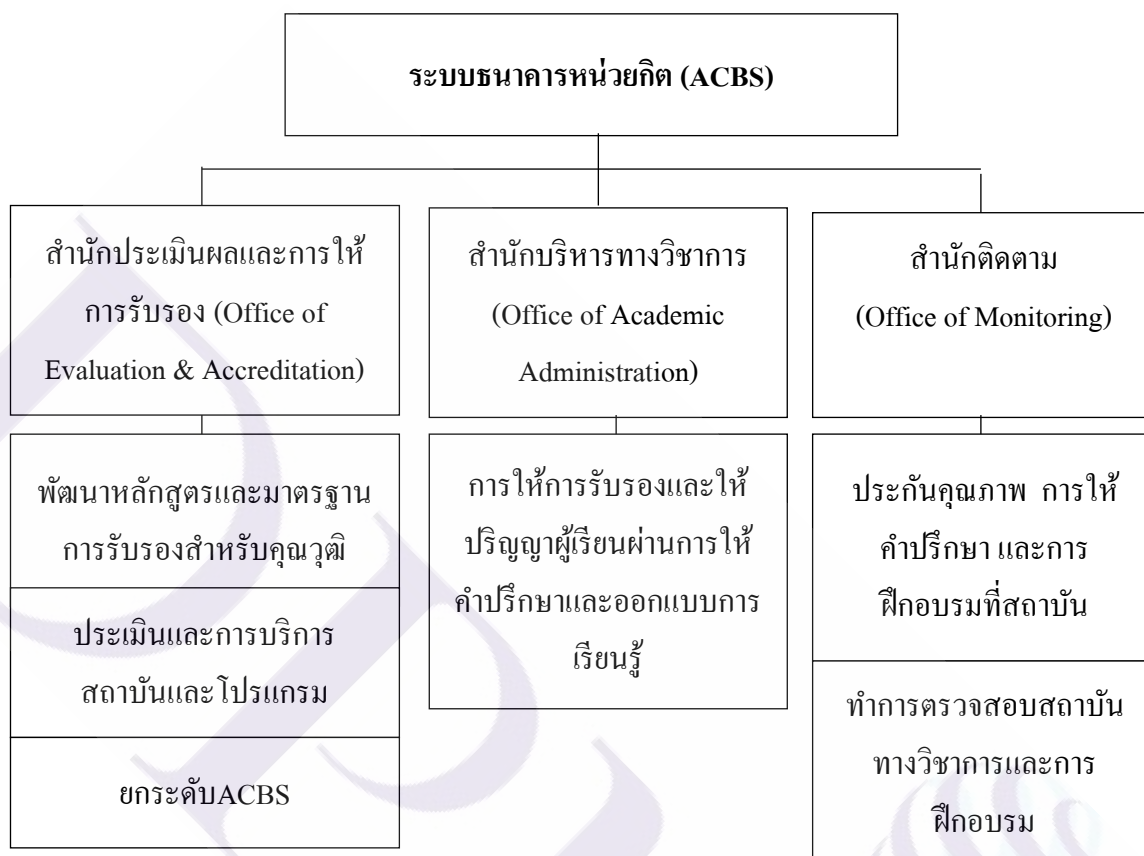 ระบบธนาคารหน่วยกิต (ACBS)
สำนักประเมินผลและการให้
การรับรอง (Office of
Evaluation & Accreditation)
สำนักบริหารทางวิชาการ
(Office of Academic
Administration)
สำนักติดตาม
(Office of Monitoring)
พัฒนาหลักสูตรและมาตรฐาน
การรับรองสำหรับคุณวุฒิ
ประเมินและการบริการ
สถาบันและโปรแกรม
ยกระดับACBS
การให้การรับรองและให้
ปริญญาผู้เรียนผ่านการให้
คำปรึกษาและออกแบบการ
เรียนรู้
ประกันคุณภาพ การให้
คำปรึกษา และการ
ฝึกอบรมที่สถาบัน
ทำการตรวจสอบสถาบัน
ทางวิชาการและการ
ฝึกอบรม